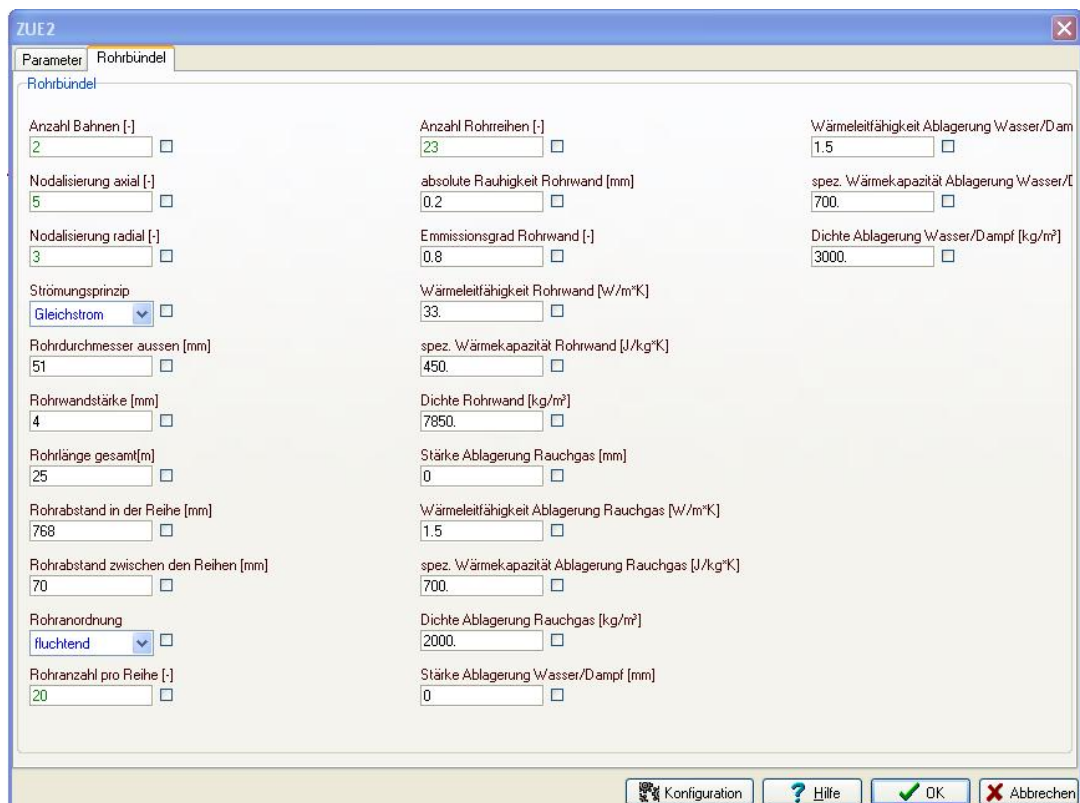 ZUE2
Parameter Rohrbündel
Rohrbündel
Anzahl Bahnen [-]
2
Nodalisierung axial [-]
5
Nodalisierung radial [-]
3
Strömungsprinzip
Gleichstrom
Rohrdurchmesser aussen [mm]
51
Rohrwandstärke [mm]
4
Rohrlänge gesamt[m]
25
Rohrabstand in der Reihe [mm]
768
Rohrabstand zwischen den Reihen [mm]
70
Rohranordnung
fluchtend
Rohranzahl pro Reihe [-]
20
Anzahl Rohrreihen [-]
23
absolute Rauhigkeit Rohrwand [mm]
0.2
Emmissionsgrad Rohrwand [-]
0.8
Wärmeleitfähigkeit Rohrwand [W/m*K]
33.
spez. Wärmekapazität Rohrwand [J/kg*K]
450.
Dichte Rohrwand [kg/m³]
7850.
Stärke Ablagerung Rauchgas [mm]
0
Wärmeleitfähigkeit Ablagerung Rauchgas [W/m*K]
1.5
spez. Wärmekapazität Ablagerung Rauchgas [J/kg*K]
700.
Dichte Ablagerung Rauchgas [kg/m³]
2000.
Stärke Ablagerung Wasser/Dampf [mm]
0
Wärmeleitfähigkeit Ablagerung Wasser/Dam
1.5
spez. Wärmekapazität Ablagerung Wasser/D
700.
Dichte Ablagerung Wasser/Dampf [kg/m³]
3000.
Konfiguration ? Hilfe OK Abbrechen